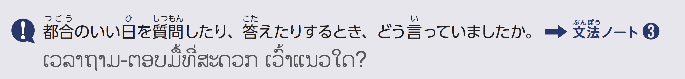 都合のいい日を質問したり、答えたりするとき、どう言っていましたか。➡ 文法ノート❸
ເວລາຖາມ-ຕອບມື້ທີ່ສະດວກ ເວົ້າແນວໃດ?